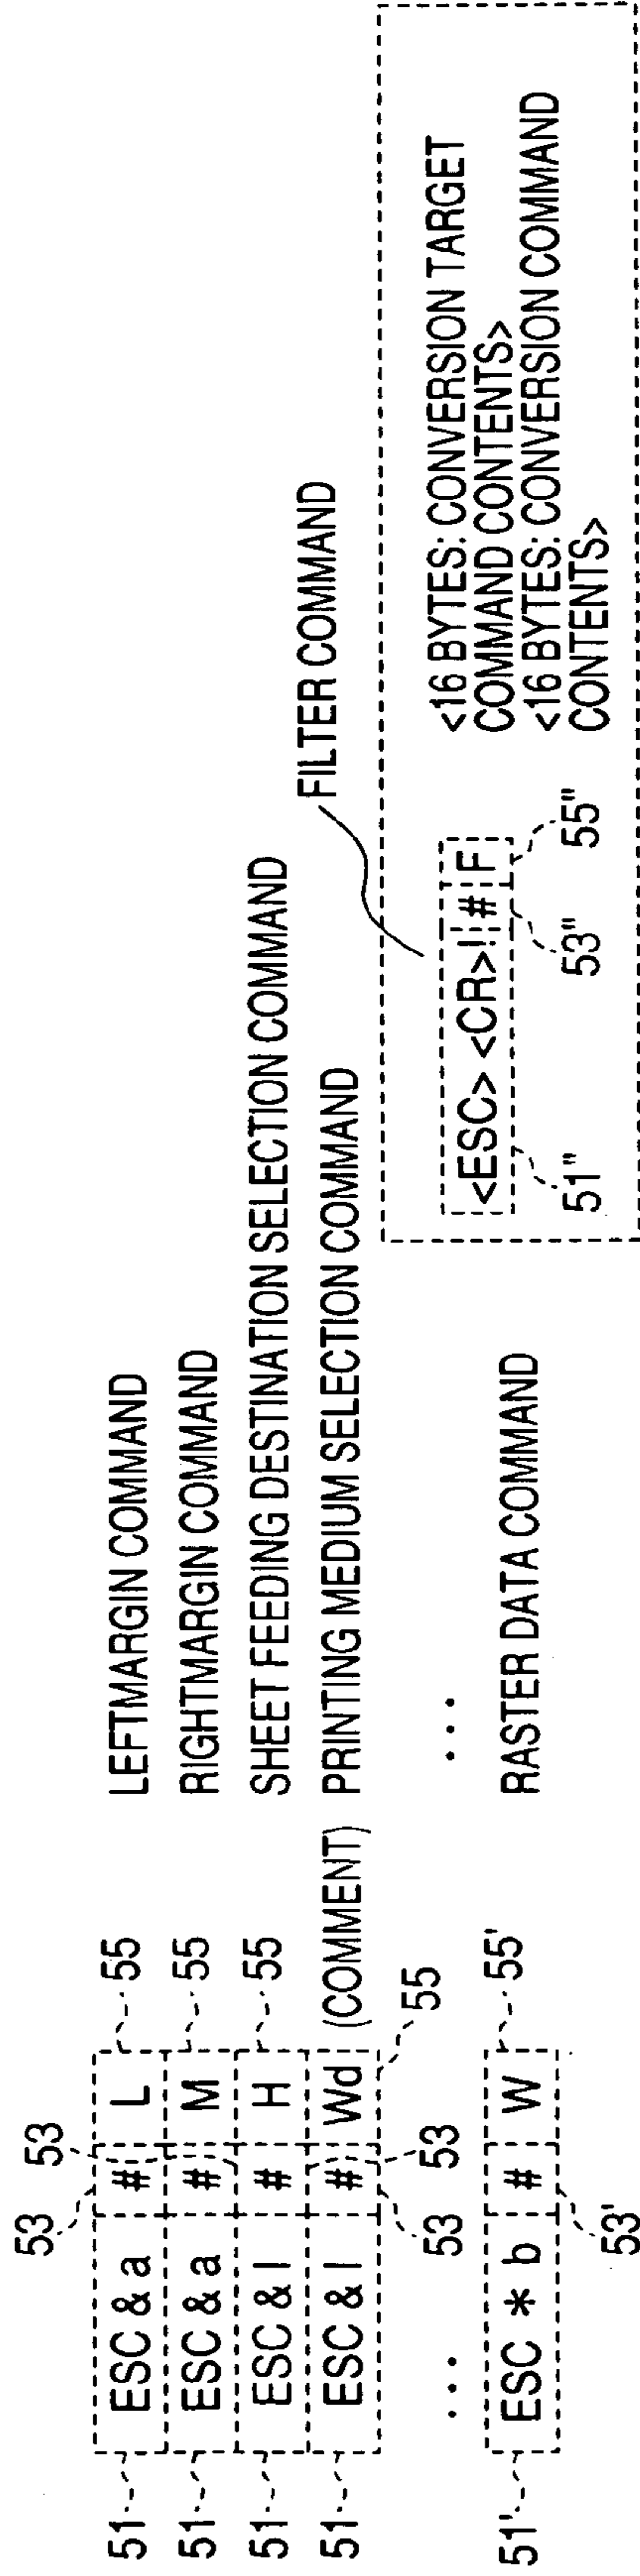 53
53
51 ESC & a # L 55 LEFTMARGIN COMMAND
51 ESC & a # M 55 RIGHTMARGIN COMMAND
51 ESC & l # H 55 SHEET FEEDING DESTINATION SELECTION COMMAND
51 ESC & l # Wd (COMMENT) PRINTING MEDIUM SELECTION COMMAND
53
53
55
... ...
51' ESC * b # W 55' RASTER DATA COMMAND
53'
FILTER COMMAND
<ESC> <CR>! # F
51"
53"
55"
<16 BYTES: CONVERSION TARGET
COMMAND CONTENTS>
<16 BYTES: CONVERSION COMMAND
CONTENTS>